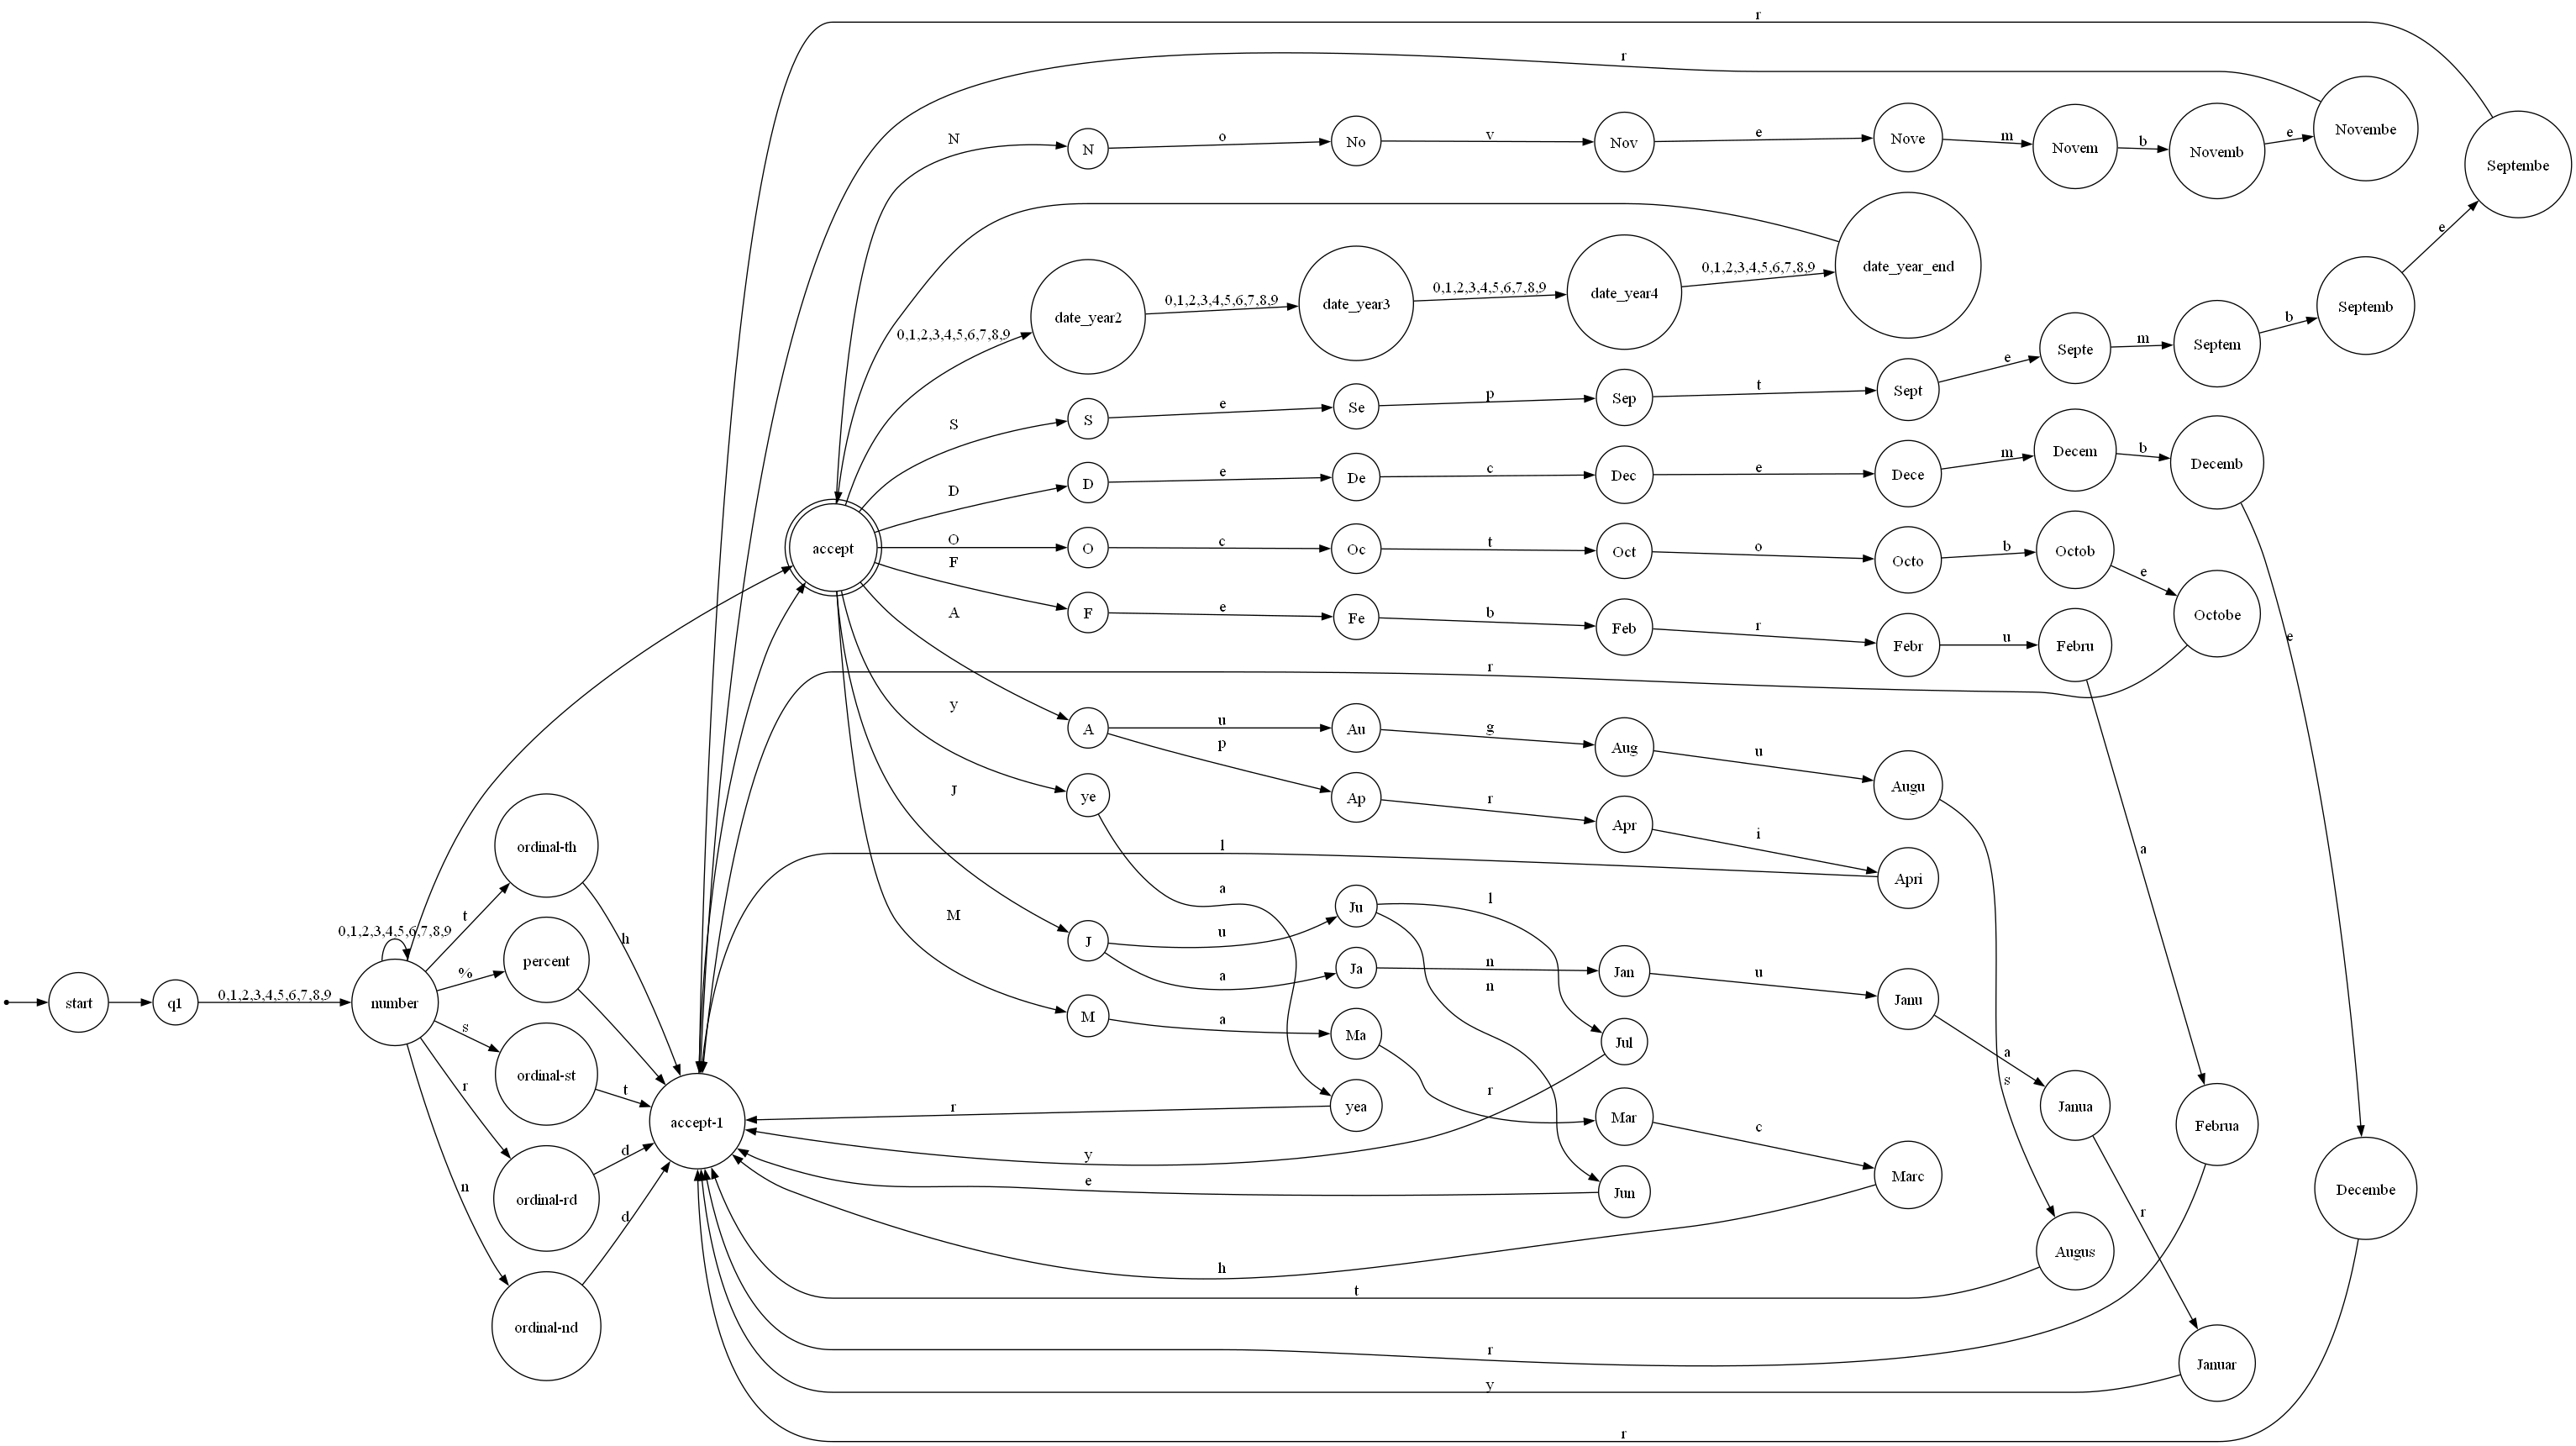 r
r
N
N
o
No
v
Nov
e
Nove
m
Novem
b
Novemb
e
Novembe
Septembe
e
0,1,2,3,4,5,6,7,8,9
date_year2
0,1,2,3,4,5,6,7,8,9
date_year3
0,1,2,3,4,5,6,7,8,9
date_year4
0,1,2,3,4,5,6,7,8,9
date_year_end
S
S
e
Se
p
Sep
t
Sept
e
Septe
m
Septem
b
Septemb
D
D
e
De
c
Dec
e
Dece
m
Decem
b
Decemb
e
accept
O
O
c
Oc
t
Oct
o
Octo
b
Octob
e
Octobe
r
F
F
e
Fe
b
Feb
r
Febr
u
Febru
a
A
A
u
Au
g
Aug
u
Augu
s
p
Ap
r
Apr
i
Apri
l
y
ye
a
J
J
u
Ju
l
n
a
Ja
n
Jan
u
Janu
a
Janua
r
M
M
a
Ma
r
Mar
c
Marc
h
Jul
y
yea
r
Jun
e
start
q1
0,1,2,3,4,5,6,7,8,9
0,1,2,3,4,5,6,7,8,9
number
t
ordinal-th
h
%
percent
s
ordinal-st
t
r
ordinal-rd
d
n
ordinal-nd
d
accept-1
Februa
Decembe
Augus
t
r
Januar
y
r